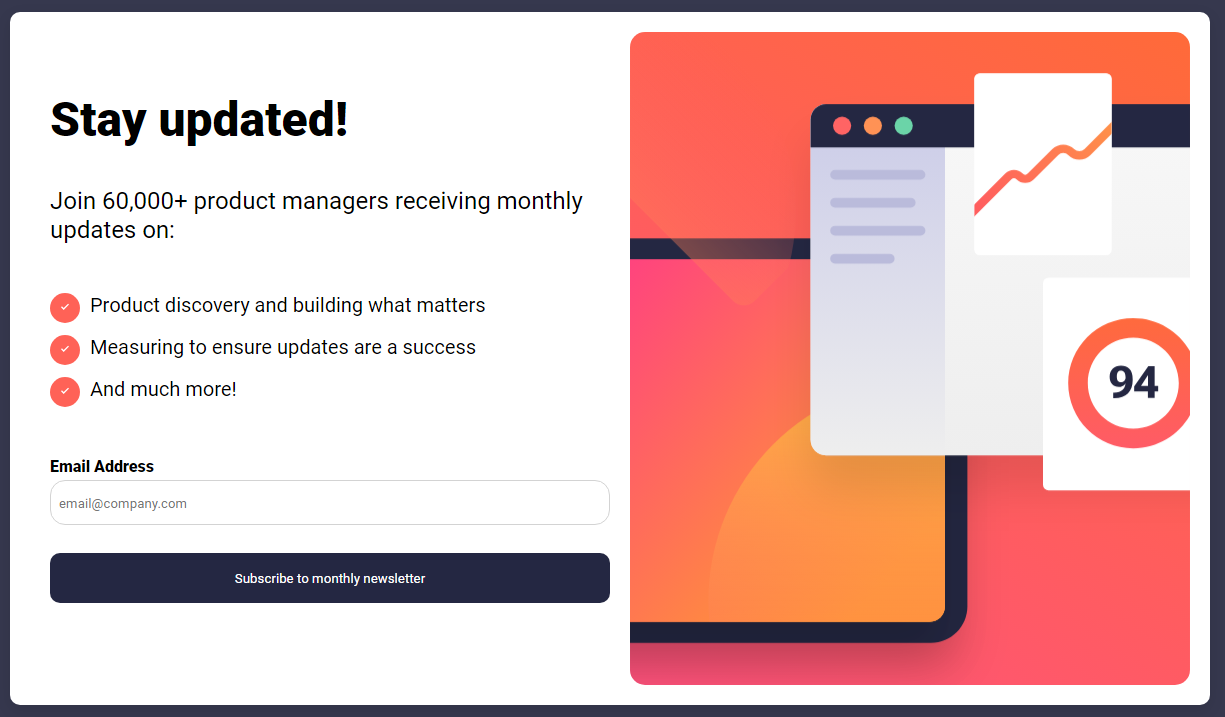 Stay updated!
Join 60,000+ product managers receiving monthly
updates on:
Product discovery and building what matters
Measuring to ensure updates are a success
And much more!
Email Address
email@company.com
Subscribe to monthly newsletter
94